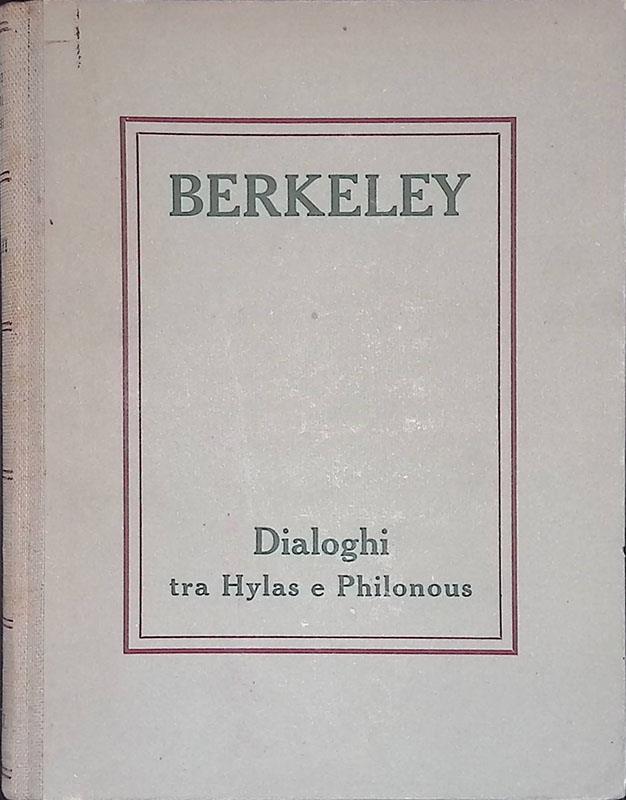 BERKELEY
Dialoghi
tra Hylas e Philonous